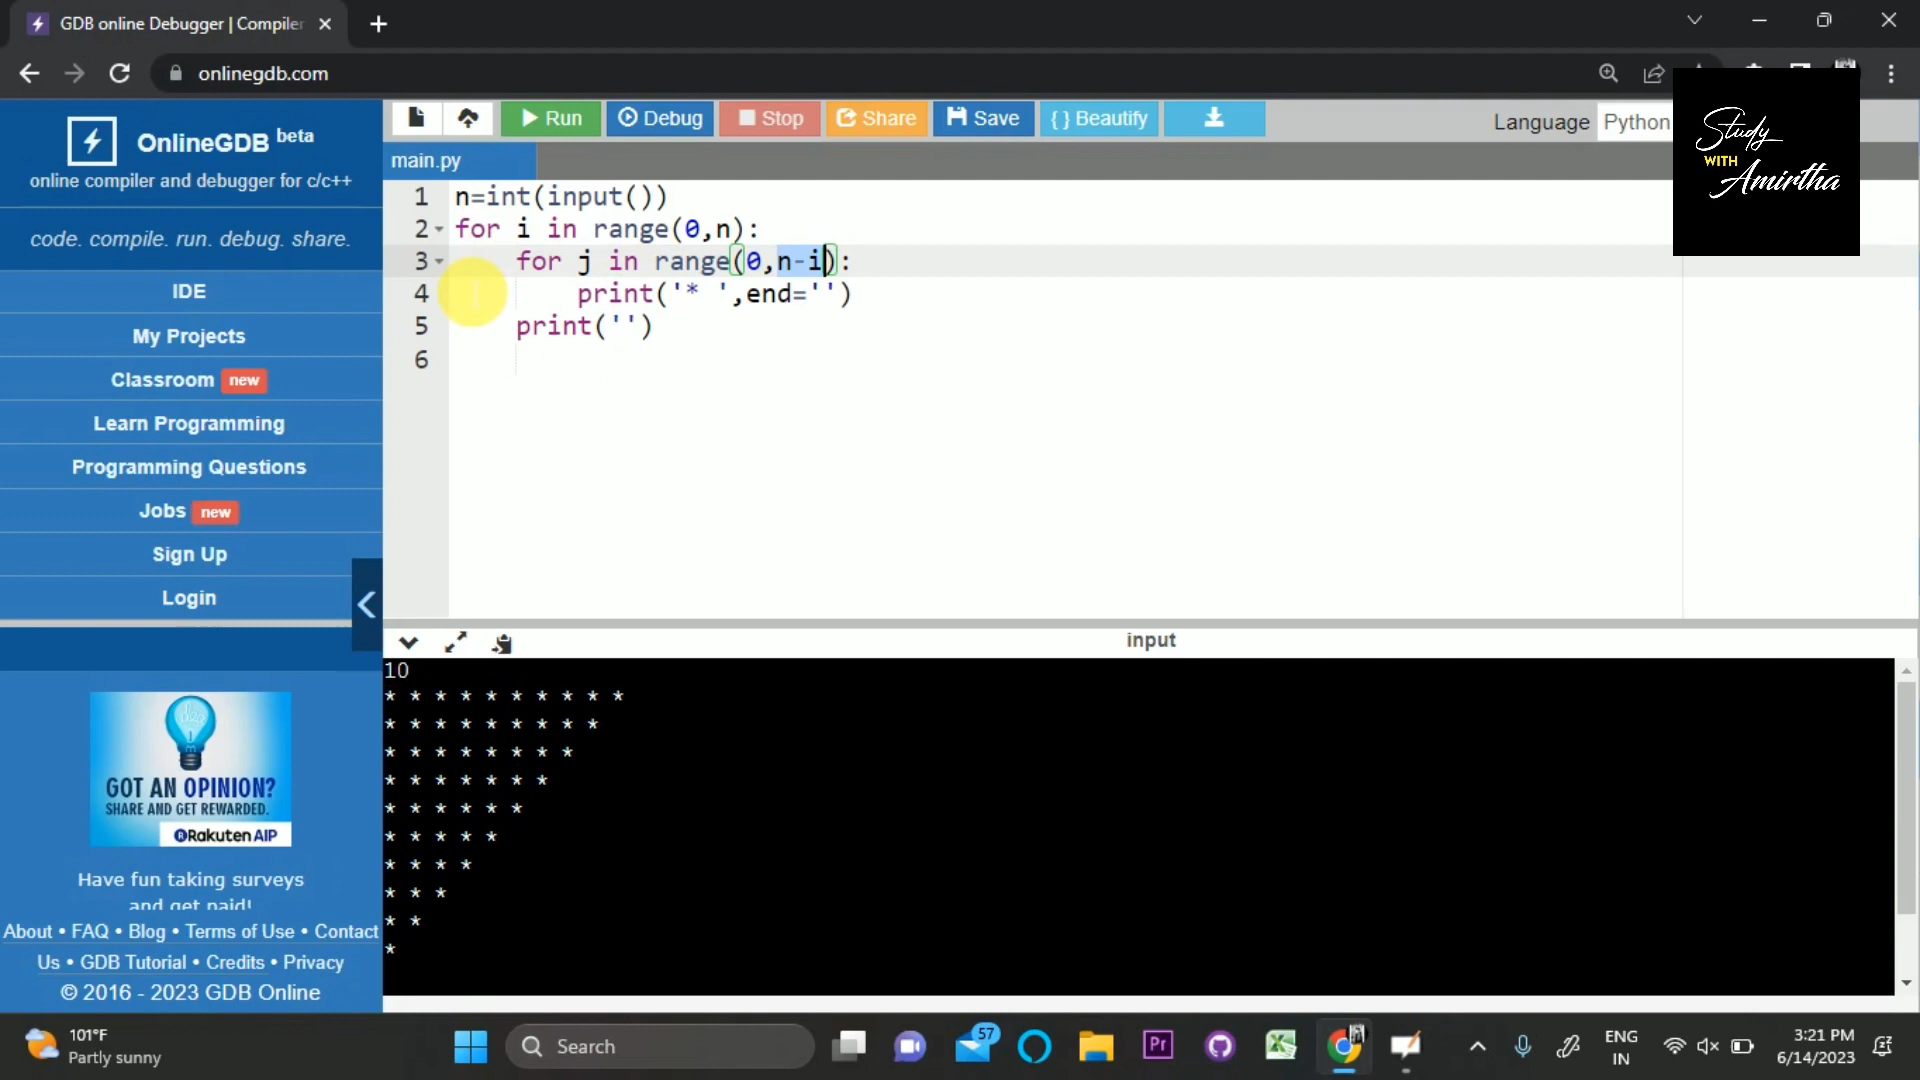 GDB online Debugger | Compiler
onlinegdb.com
OnlineGDB beta
online compiler and debugger for c/c++
code. compile. run. debug. share.
IDE
My Projects
Classroom new
Learn Programming
Programming Questions
Jobs new
Sign Up
Login
GOT AN OPINION?
SHARE AND GET REWARDED.
Rakuten AIP
Have fun taking surveys
and get paid!
About • FAQ • Blog • Terms of Use • Contact
Us • GDB Tutorial • Credits • Privacy
© 2016 - 2023 GDB Online
Run Debug Stop Share Save { } Beautify
Language Python
Study
WITH
Amirtha
main.py
1 n=int(input())
2 for i in range(0,n):
3 for j in range(0,n-i):
4 print('* ',end='')
5 print('')
6
input
10
* * * * * * * * * *
* * * * * * * * *
* * * * * * * *
* * * * * * *
* * * * * *
* * * * *
* * * *
* * *
* *
*
101°F
Partly sunny
Search
57
Pr
ENG
IN
3:21 PM
6/14/2023